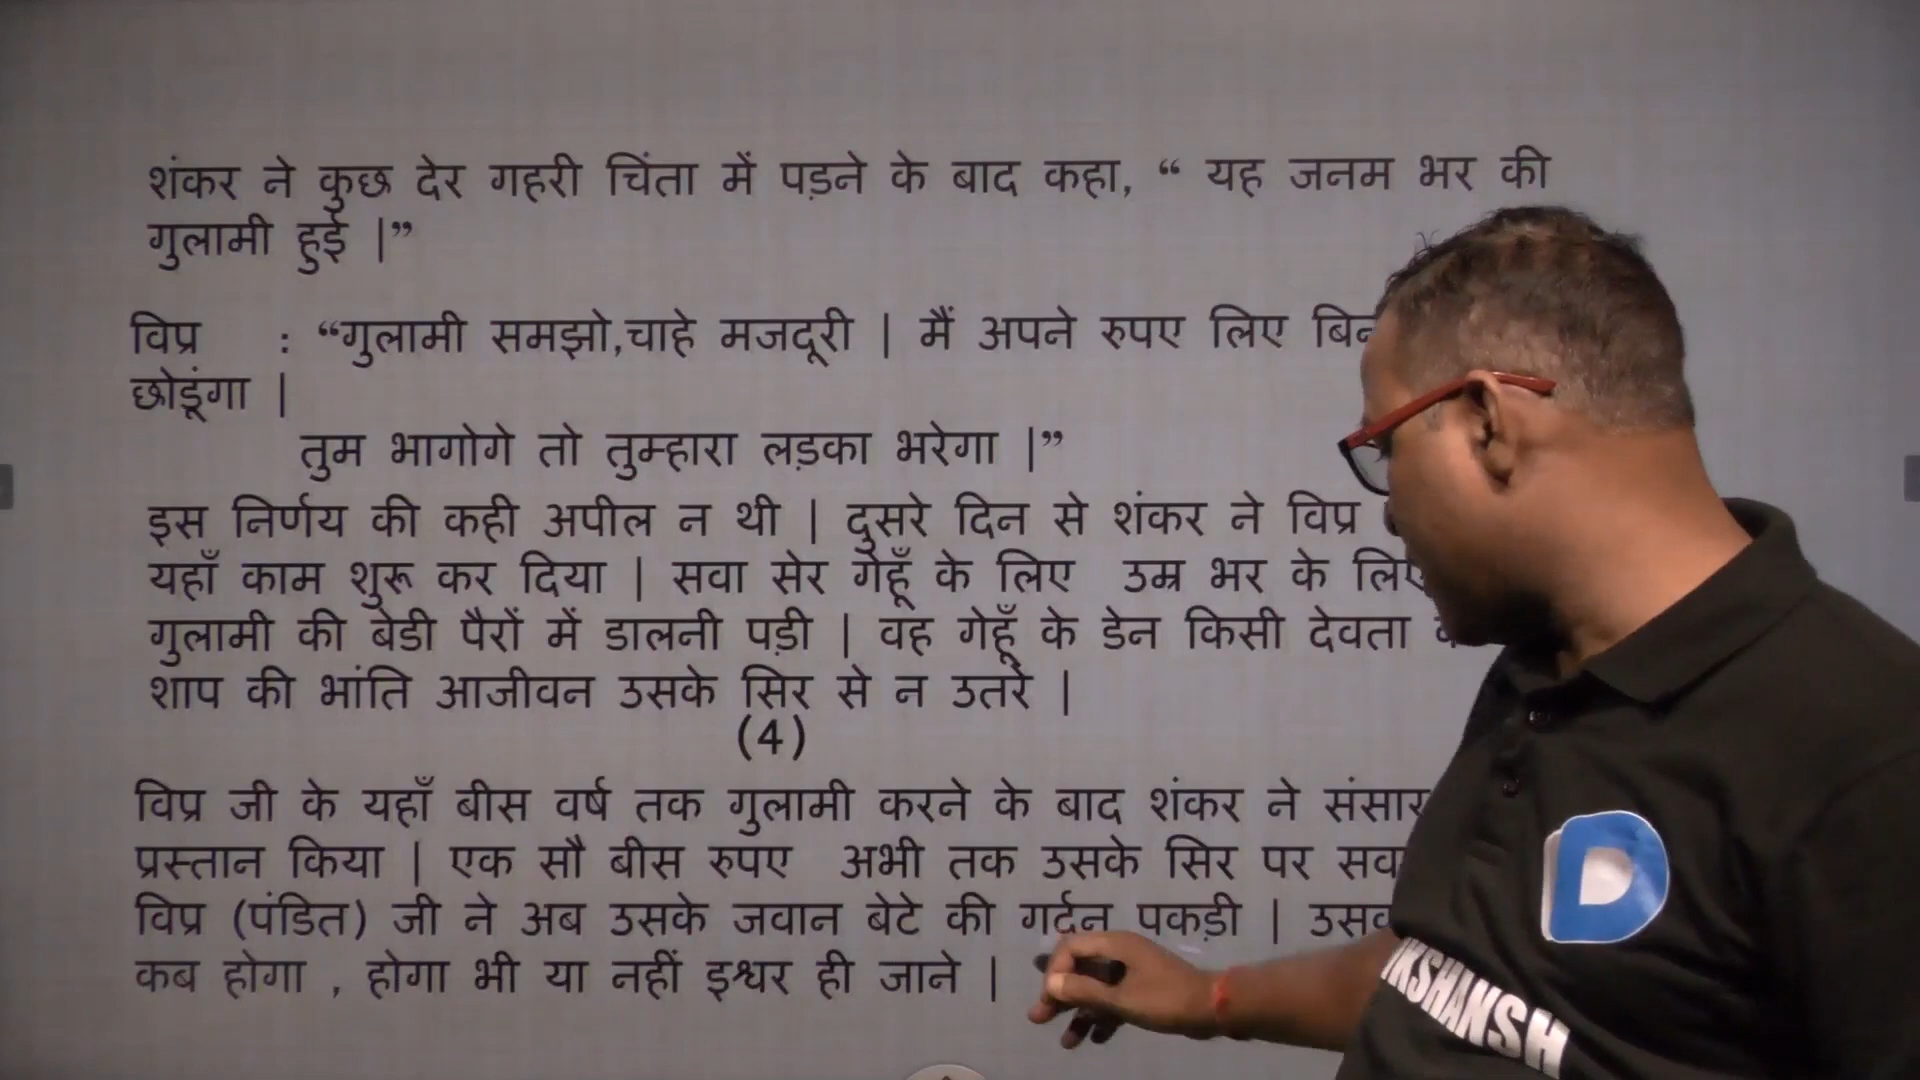 शंकर ने कुछ देर गहरी चिंता में पड़ने के बाद कहा, “ यह जनम भर की
गुलामी हुई |”
विप्र : “गुलामी समझो,चाहे मजदूरी | मैं अपने रुपए लिए
छोडूंगा |
तुम भागोगे तो तुम्हारा लड़का भरेगा |”
इस निर्णय की कही अपील न थी | दुसरे दिन से शंकर ने विप्र
यहाँ काम शुरू कर दिया | सवा सेर गेहूँ के लिए उम्र भर के लिए
गुलामी की बेडी पैरों में डालनी पड़ी | वह गेहूँ के डेन किसी देवता
शाप की भांति आजीवन उसके सिर से न उतरे |
(4)
विप्र जी के यहाँ बीस वर्ष तक गुलामी करने के बाद शंकर ने संसार
प्रस्तान किया | एक सौ बीस रुपए अभी तक उसके सिर पर
विप्र (पंडित) जी ने अब उसके जवान बेटे की गर्दन पकड़ी |
कब होगा , होगा भी या नहीं इश्वर ही जाने |
D
KSHANSH